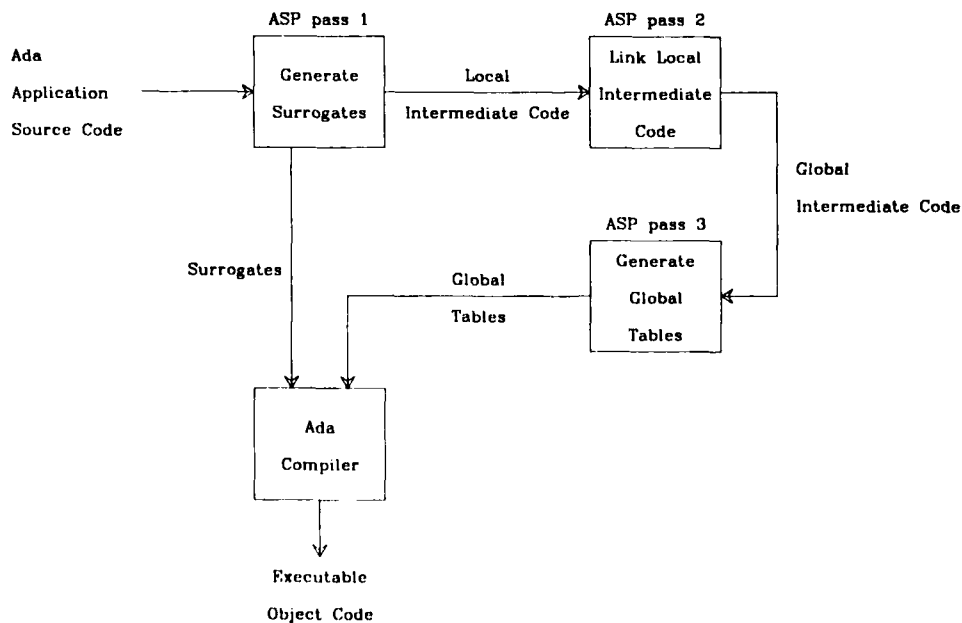 ASP pass 1
ASP pass 2
Ada
Application
Source Code
Generate
Surrogates
Local
Intermediate Code
Link Local
Intermediate
Code
Global
Intermediate Code
ASP pass 3
Surrogates
Global
Tables
Generate
Global
Tables
Ada
Compiler
Executable
Object Code